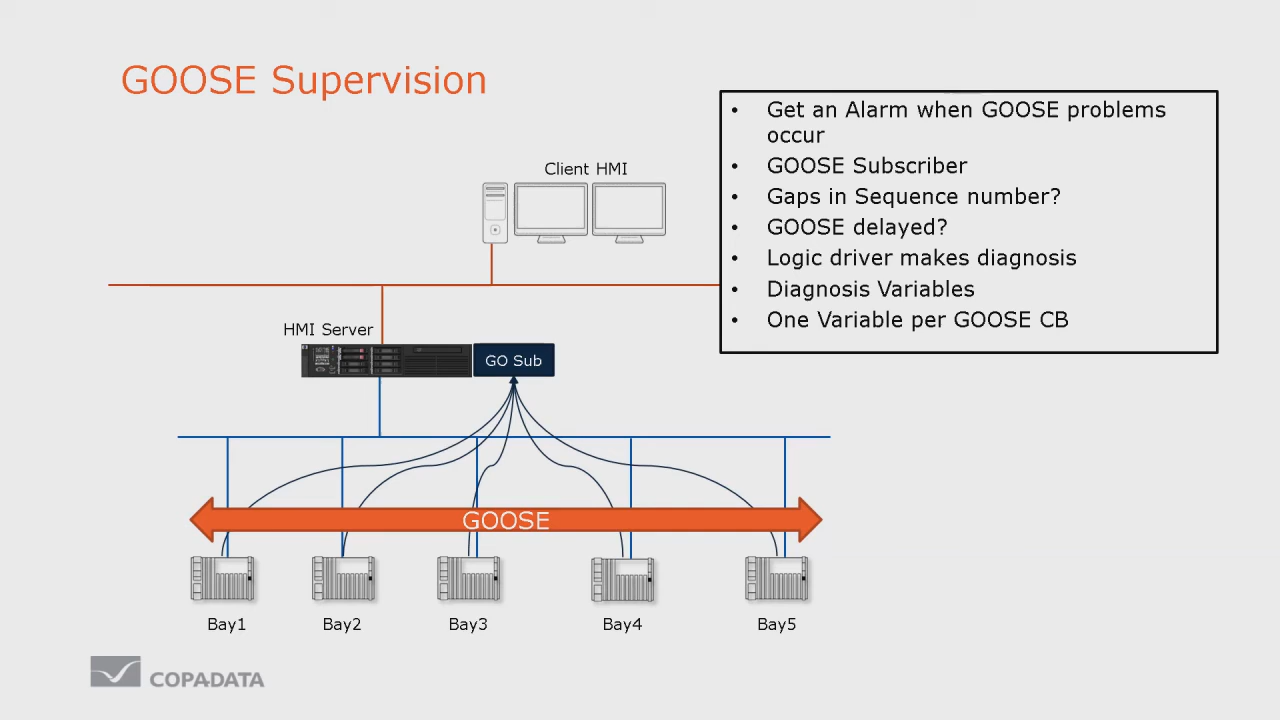 GOOSE Supervision
• Get an Alarm when GOOSE problems
occur
• GOOSE Subscriber
• Gaps in Sequence number?
• GOOSE delayed?
• Logic driver makes diagnosis
• Diagnosis Variables
• One Variable per GOOSE CB
Client HMI
HMI Server
GO Sub
GOOSE
Bay1
Bay2
Bay3
Bay4
Bay5
COPADATA